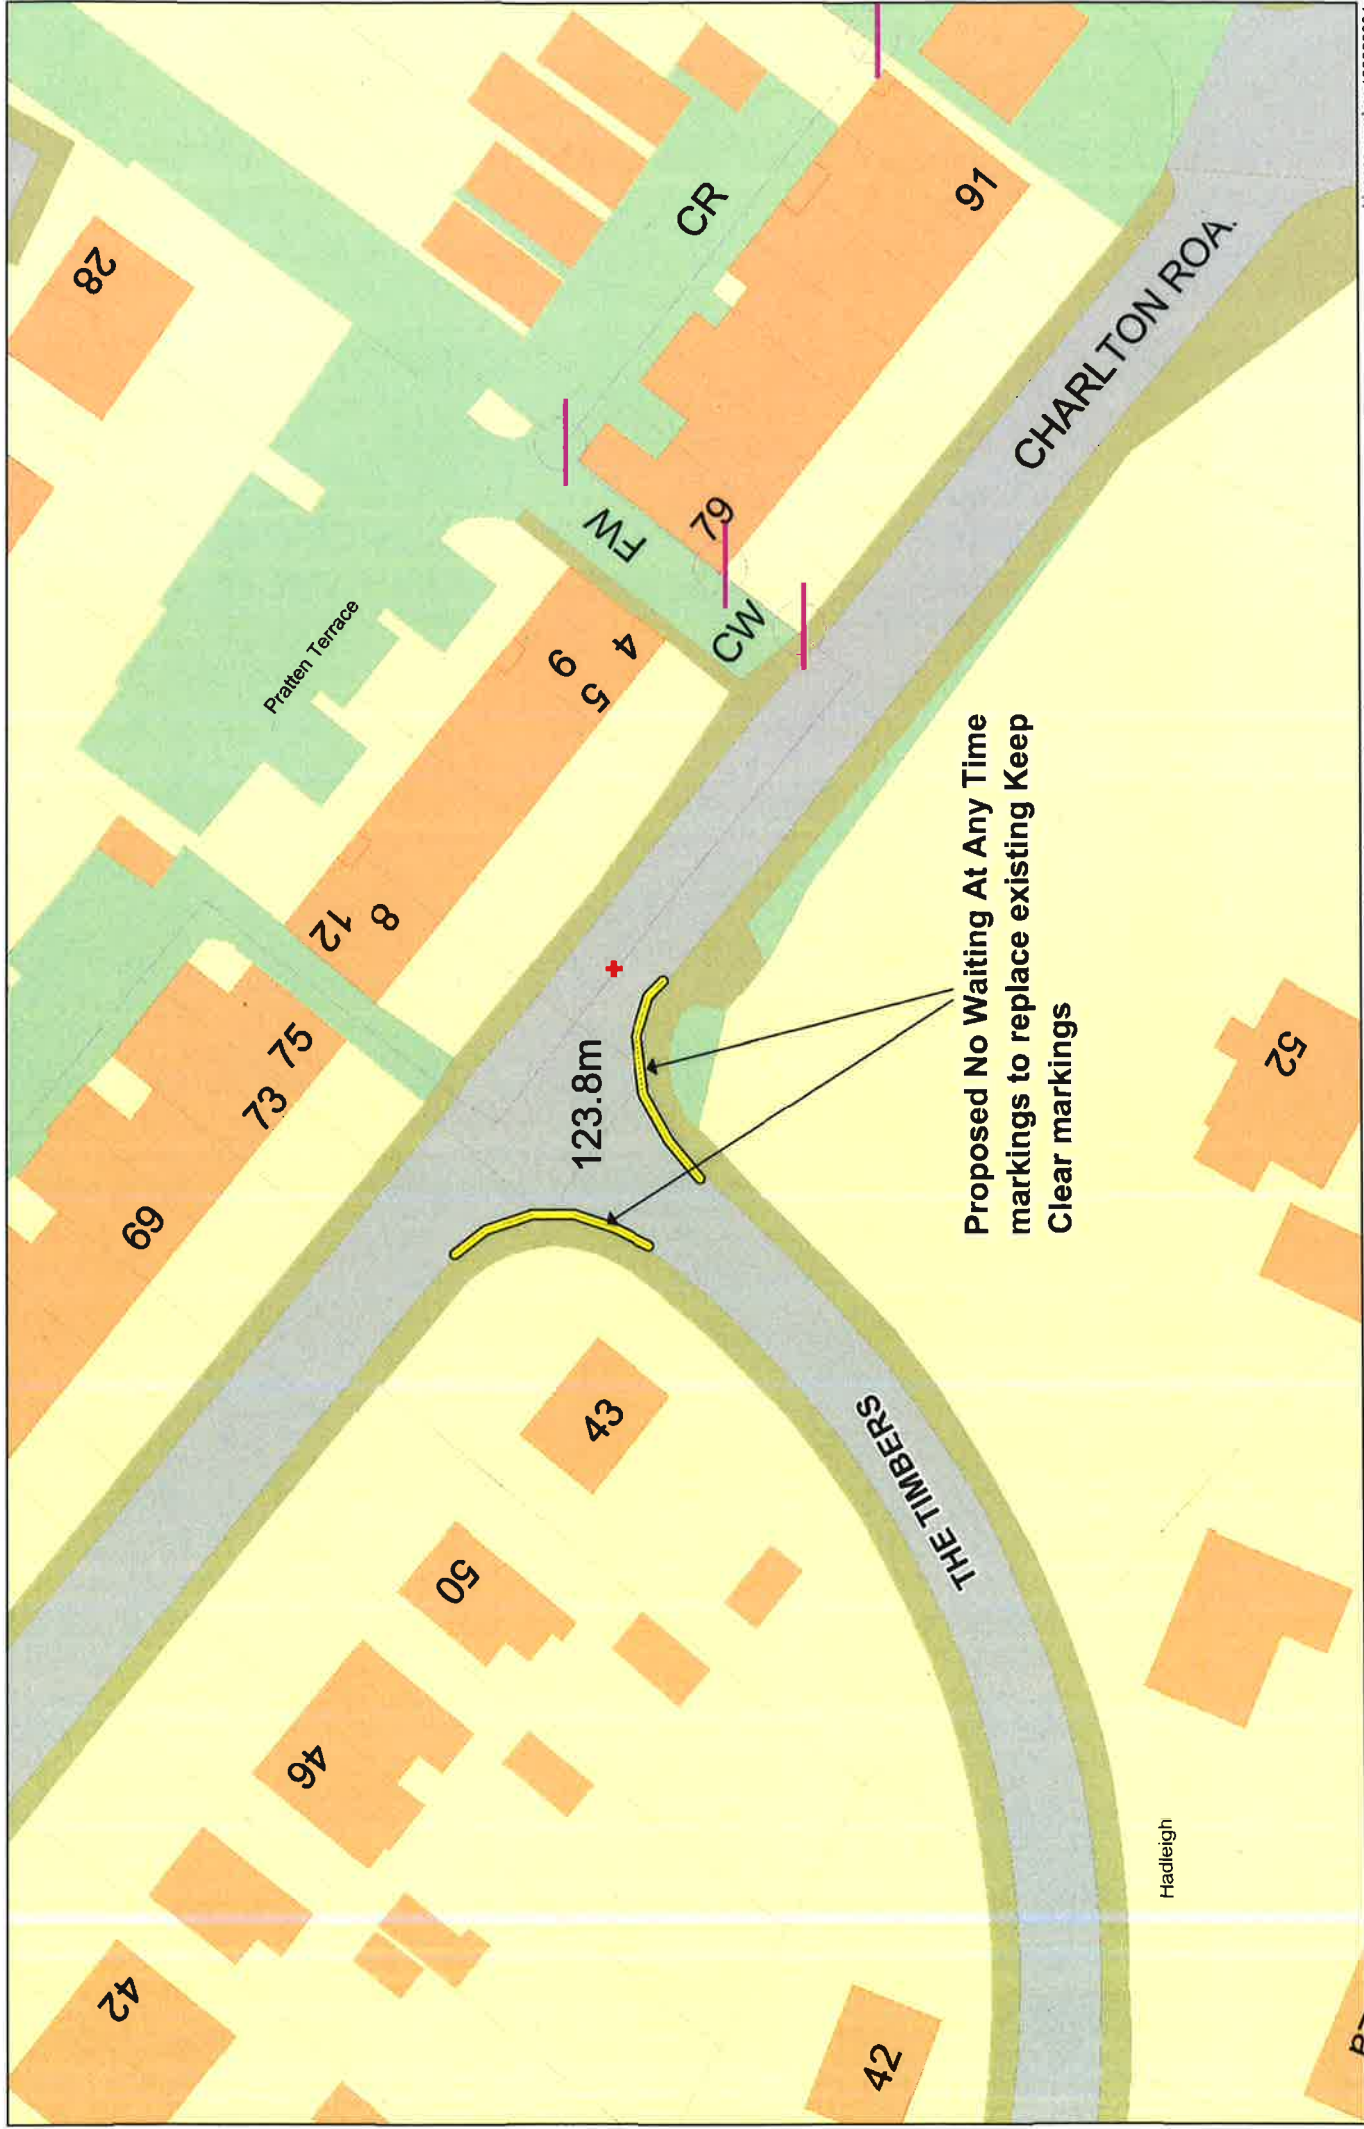 28
CR
91
CHARLTON ROA.
FW
79
CW
Pratten Terrace
4
9
5
12
8
75
73
69
123.8m
Proposed No Waiting At Any Time
markings to replace existing Keep
Clear markings
52
43
50
46
42
THE TIMBERS
Hadleigh
42